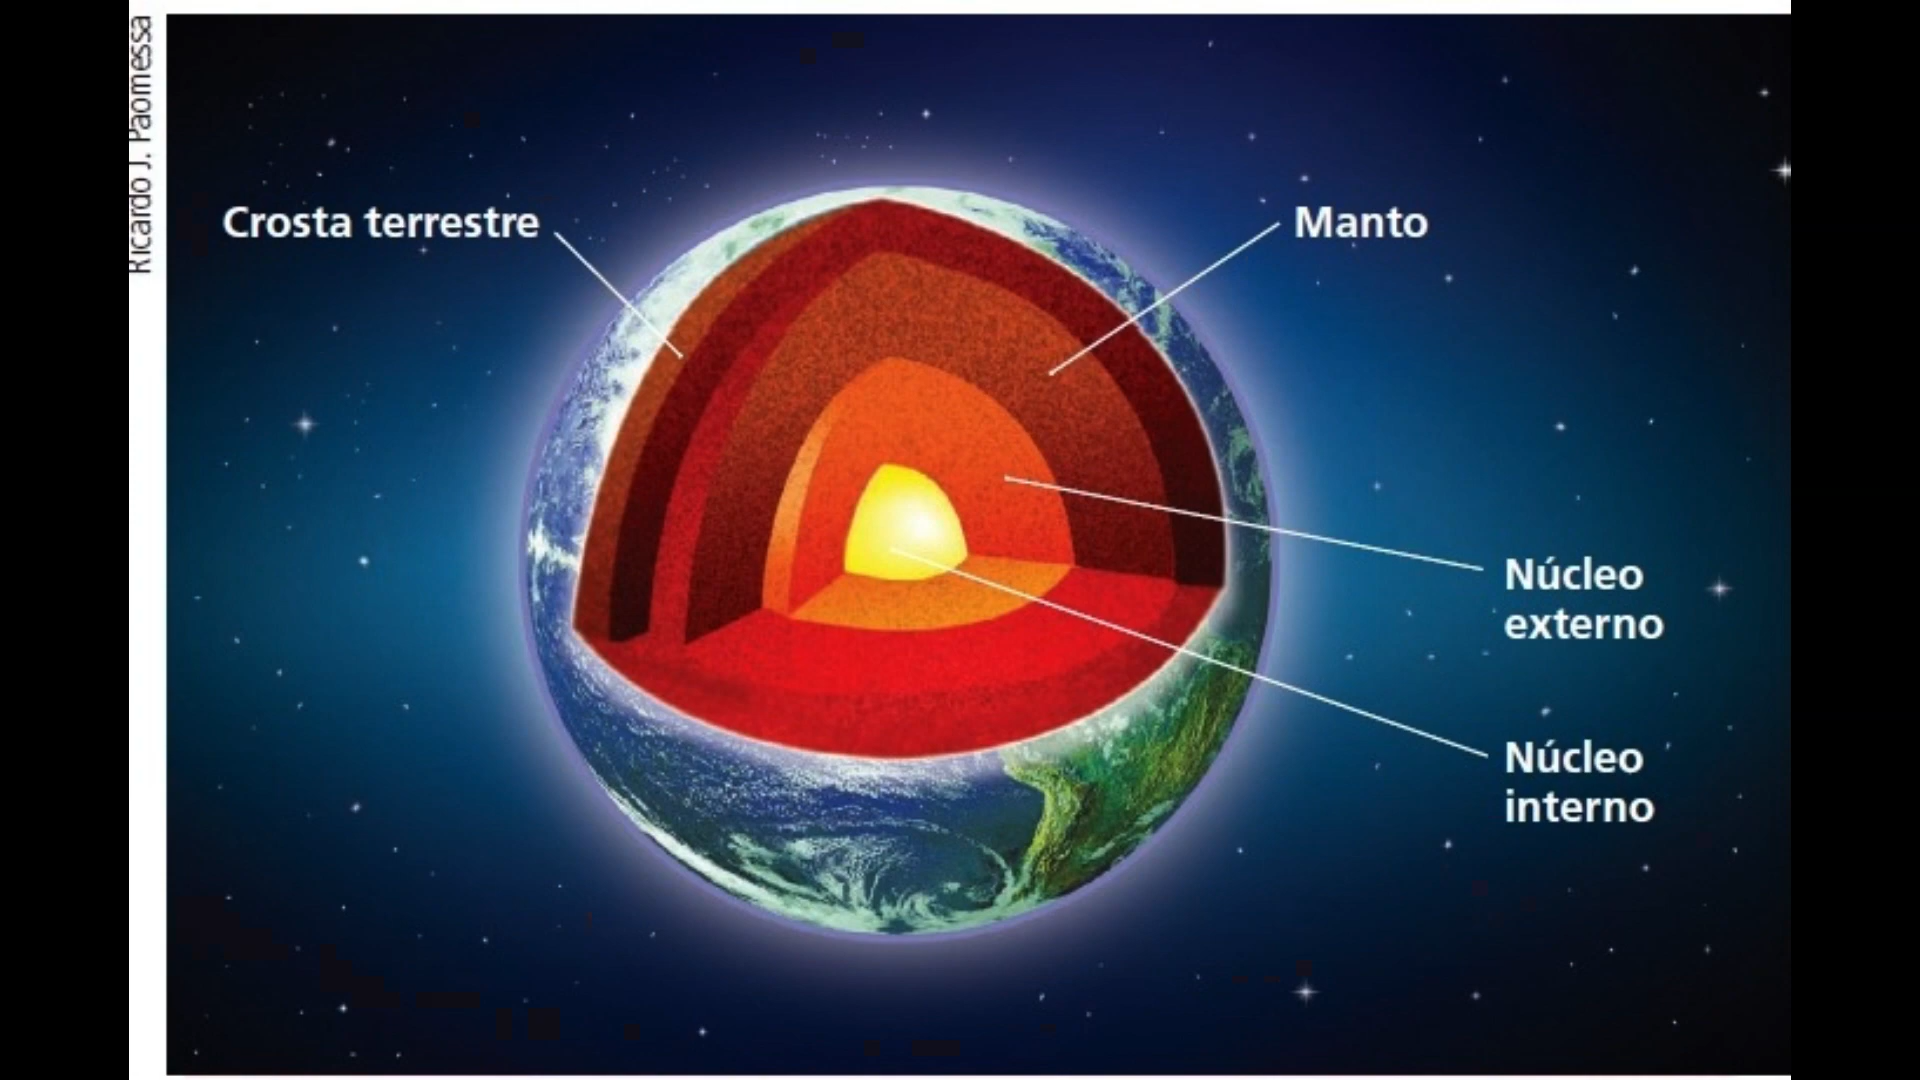 Ricardo J. Paomessa
Crosta terrestre
Manto
Núcleo
externo
Núcleo
interno